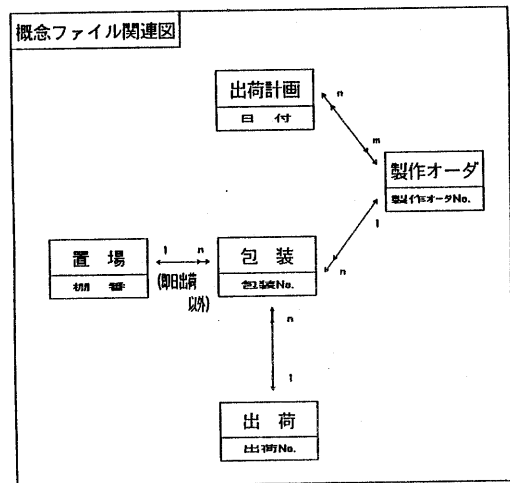 概念ファイル関連図
出荷計画
日 付
n
m
製作オーダ
製作オーダNo.
1
n
置 場
棚 番
1 n
(即日出荷
以外)
包 装
包装No.
n
1
出 荷
出荷No.